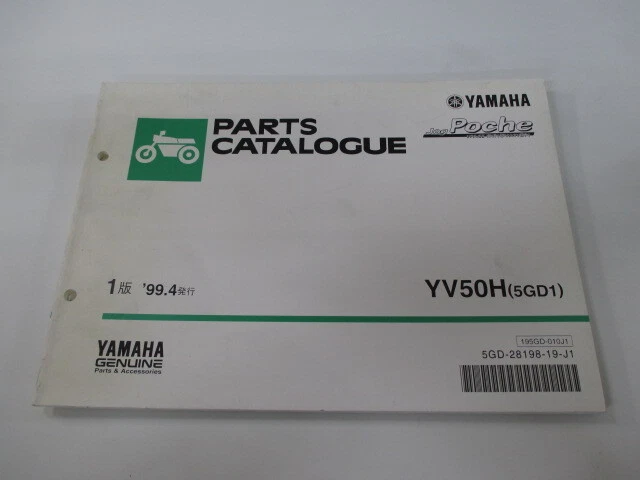 YAMAHA
Jog Poche
PARTS
CATALOGUE
1版 '99.4発行
YV50H(5GD1)
195GD-010J1
5GD-28198-19-J1
YAMAHA
GENUINE
Parts & Accessories